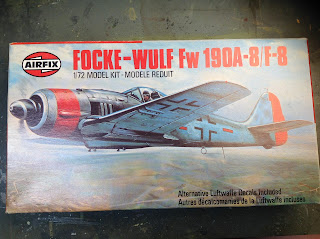 AIRFIX
FOCKE-WULF Fw 190A-8/F-8
1/72 MODEL KIT - MODELE REDUIT
Alternative Luftwaffe Decals Included
Autres décalcomanies de la Luftwaffe incluses